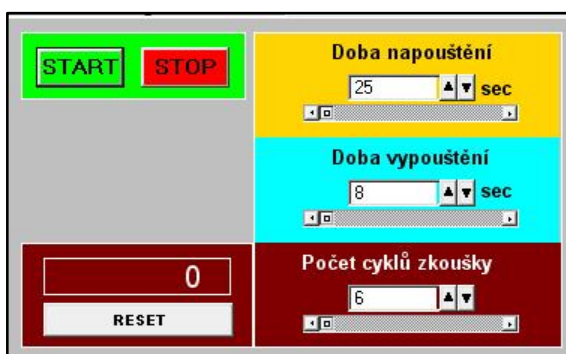 START STOP
Doba napouštění
25 sec
Doba vypouštění
8 sec
0
RESET
Počet cyklů zkoušky
6